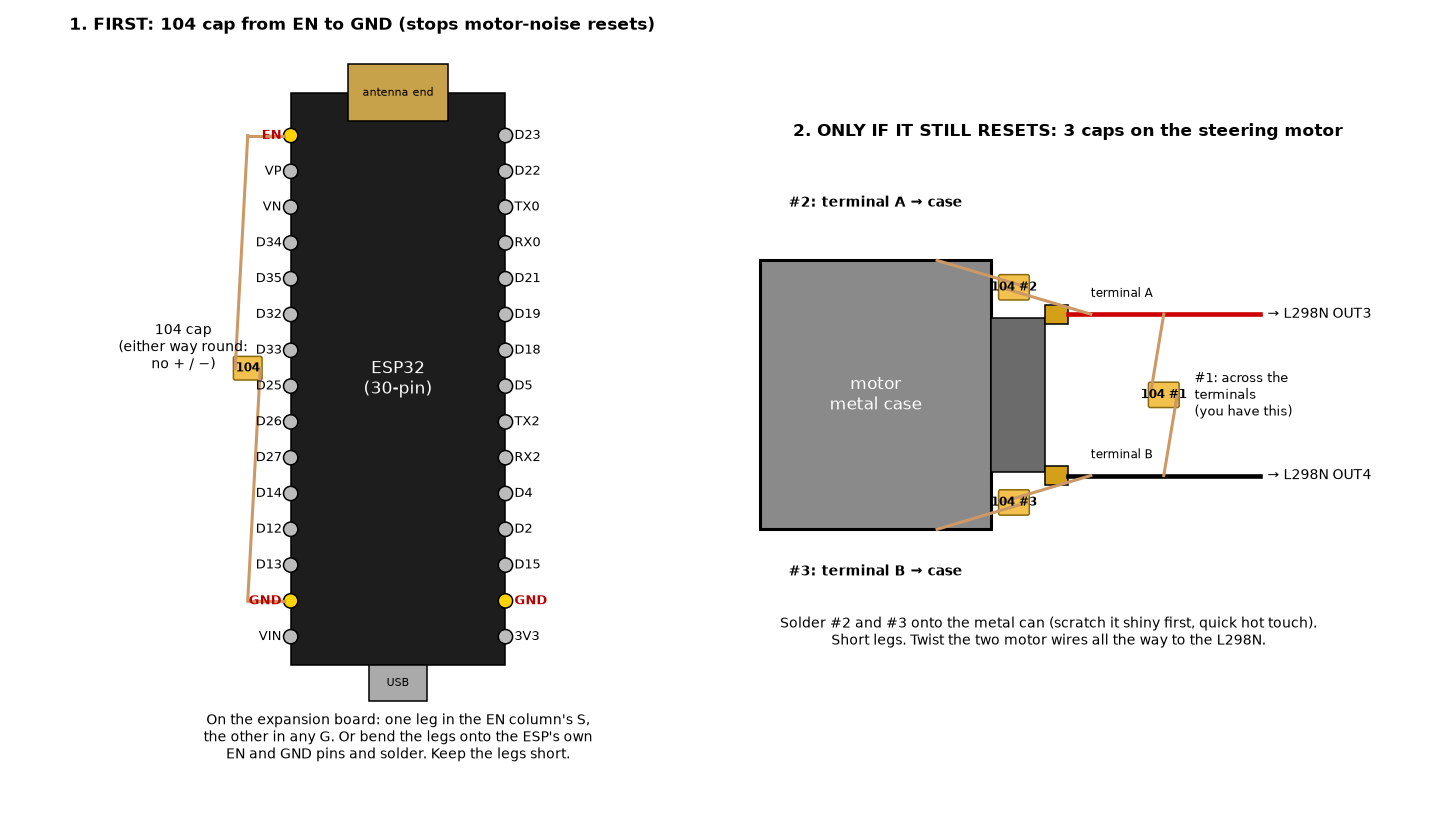 1. FIRST: 104 cap from EN to GND (stops motor-noise resets)
antenna end
EN
VP
VN
D34
D35
D32
D33
D25
D26
D27
D14
D12
D13
GND
VIN
104 cap
(either way round:
no + / −)
104
ESP32
(30-pin)
D23
D22
TX0
RX0
D21
D19
D18
D5
TX2
RX2
D4
D2
D15
GND
3V3
USB
On the expansion board: one leg in the EN column's S,
the other in any G. Or bend the legs onto the ESP's own
EN and GND pins and solder. Keep the legs short.
2. ONLY IF IT STILL RESETS: 3 caps on the steering motor
#2: terminal A → case
104 #2
terminal A
→ L298N OUT3
motor
metal case
104 #1
#1: across the
terminals
(you have this)
terminal B
→ L298N OUT4
104 #3
#3: terminal B → case
Solder #2 and #3 onto the metal can (scratch it shiny first, quick hot touch).
Short legs. Twist the two motor wires all the way to the L298N.